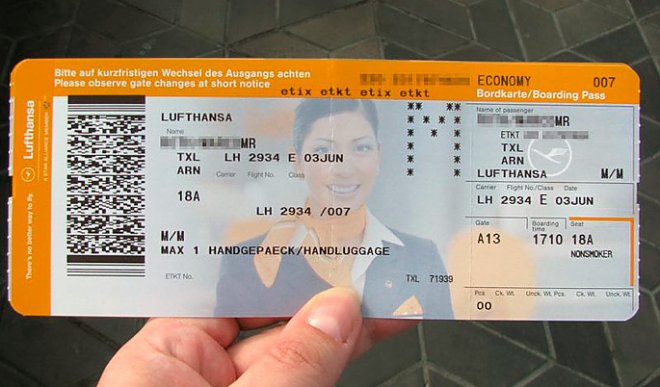 Lufthansa
A STAR ALLIANCE MEMBER
There's no better way to fly.
Bitte auf kurzfristigen Wechsel des Ausgangs achten
Please observe gate changes at short notice
etix etkt etix etkt
LUFTHANSA
Name
MR
TXL LH 2934 E 03JUN
ARN Carrier Flight No. Class
18A
LH 2934 /007
M/M
MAX 1 HANDGEPAECK/HANDLUGGAGE
ETKT No.
TXL 71939
** **
* * * *
* *
* *
* *
* *
ECONOMY 007
Bordkarte/Boarding Pass
Name of passenger
MR
ETKT
TXL
ARN
LUFTHANSA M/M
Carrier Flight No./Class Date
LH 2934 E 03JUN
Gate Boarding time Seat
A13 1710 18A
NONSMOKER
Pcs Ck. Wt. Unck. Wt. Pcs. Ck. Wt. Unck. Wt.
00